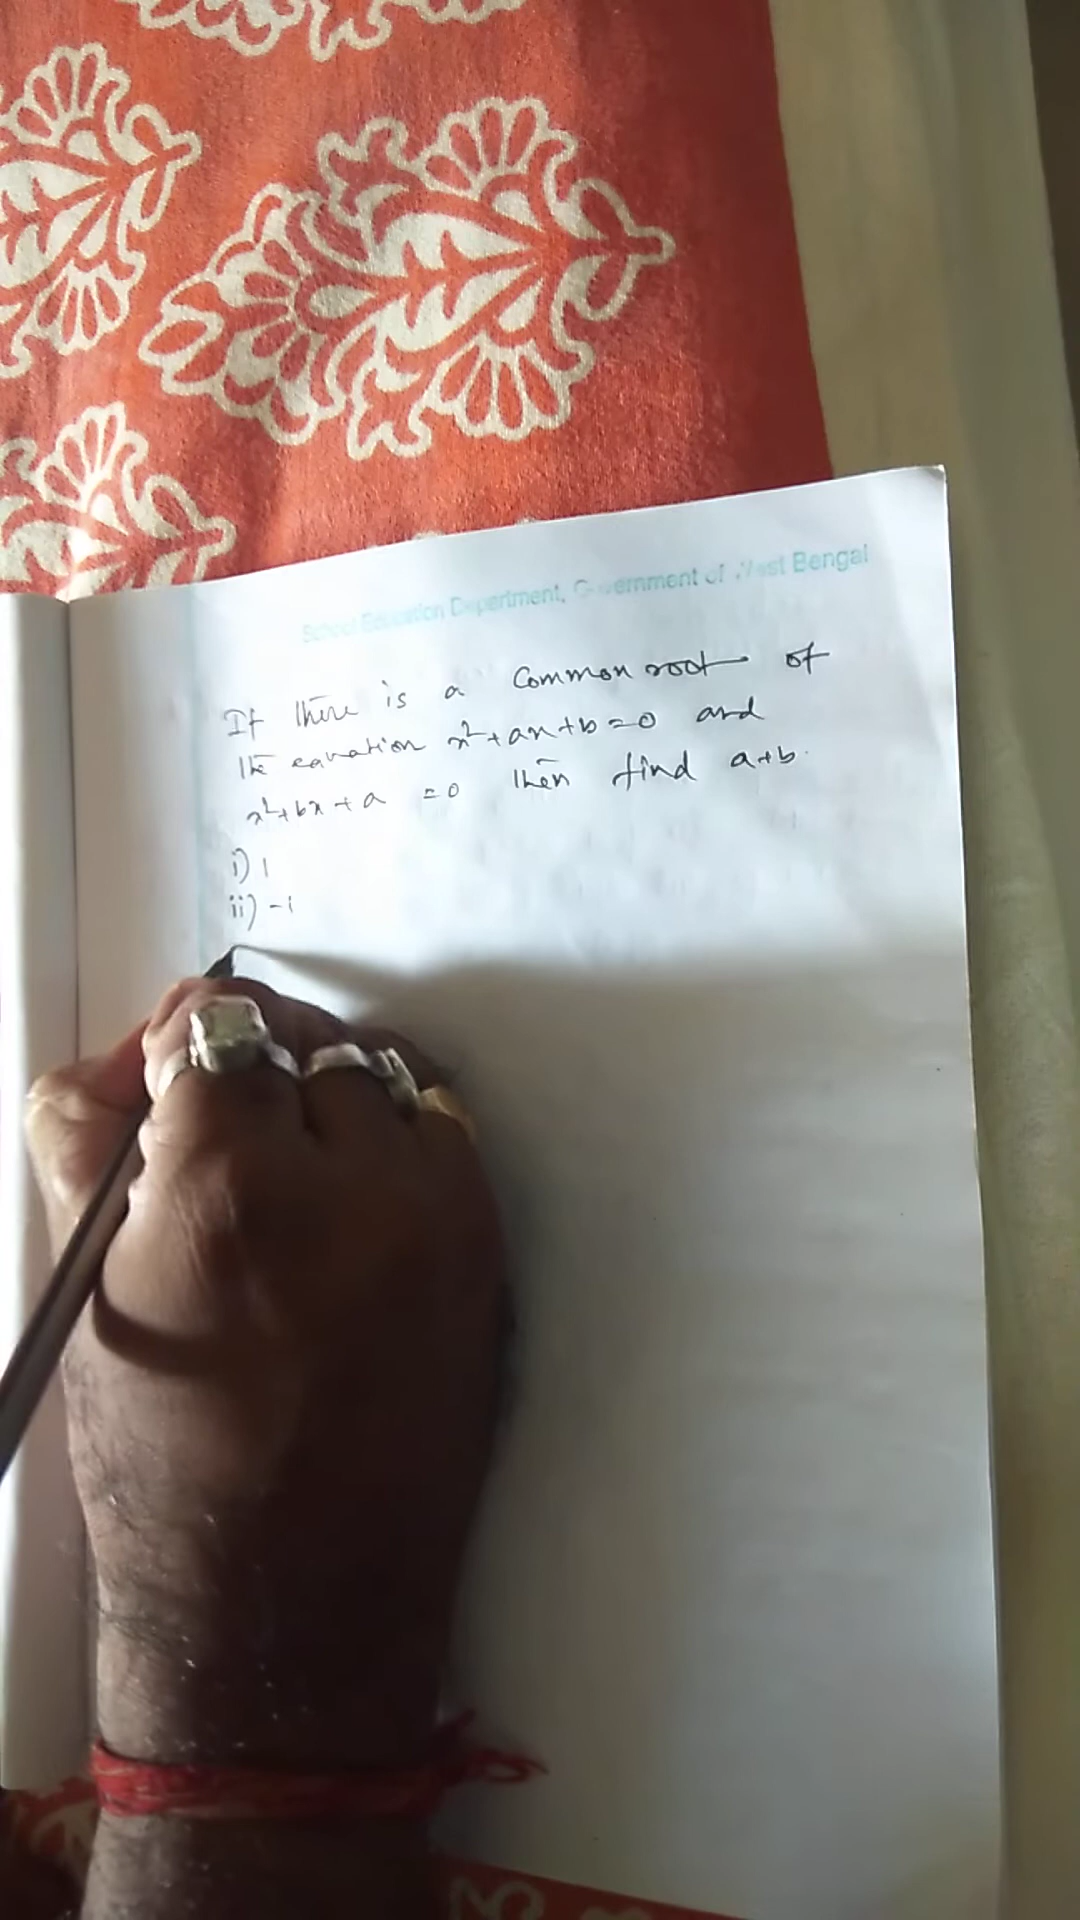 School Education Department, Government of West Bengal
If there is a common root of
the equation x²+ax+b=0 and
x²+bx+a =0 then find a+b.
i) 1
ii) -1